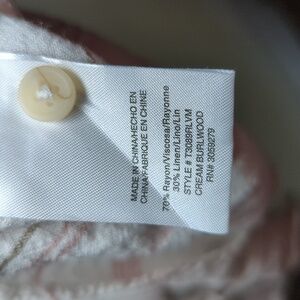 MADE IN CHINA/HECHO EN
CHINA/FABRIQUE EN CHINE
70% Rayon/Viscosa/Rayonne
30% Linen/Lino/Lin
STYLE # T3089RLVM
CREAM BURLWOOD
RN# 3089279